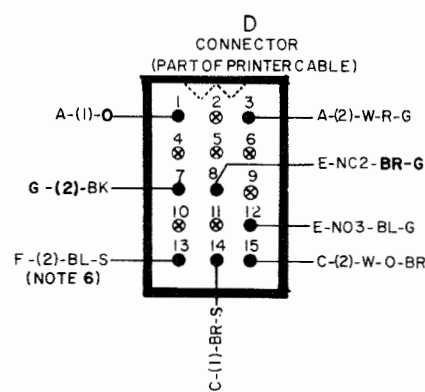 D
CONNECTOR
(PART OF PRINTER CABLE)
1 2 3
A-(1)-O
A-(2)-W-R-G
4 5 6
E-NC2-BR-G
7 8 9
G-(2)-BK
10 11 12
E-NO3-BL-G
13 14 15
F-(2)-BL-S
(NOTE 6)
C-(2)-W-O-BR
C-(1)-BR-S